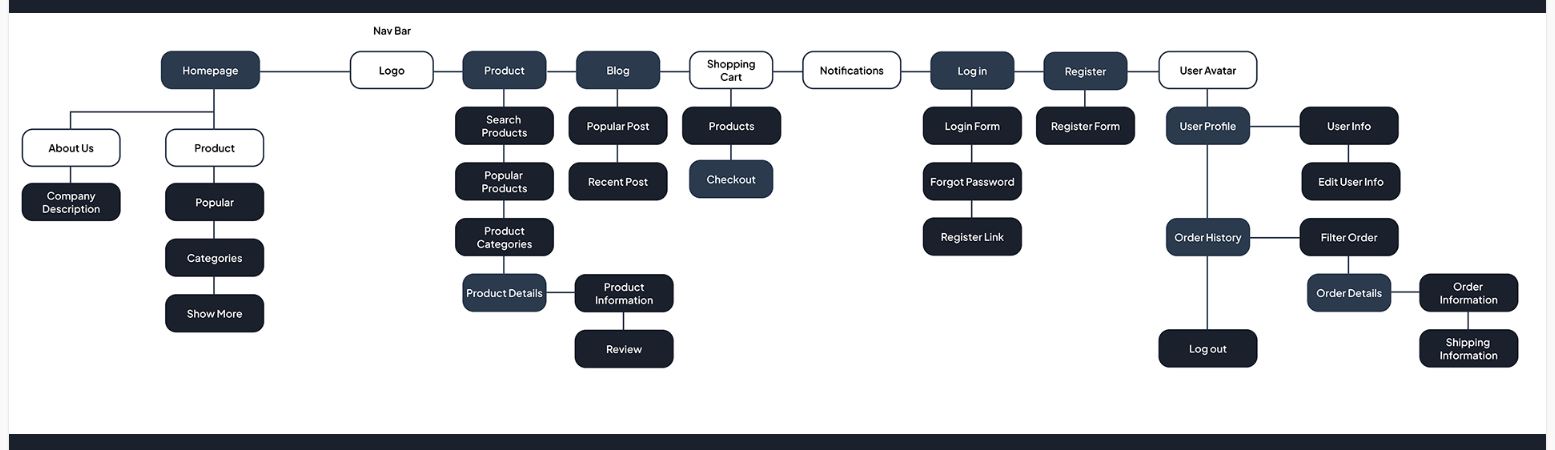 Nav Bar
Homepage
Logo
Product
Blog
Shopping
Cart
Notifications
Log in
Register
User Avatar
About Us
Company
Description
Product
Popular
Categories
Show More
Search
Products
Popular
Products
Product
Categories
Product Details
Product
Information
Review
Popular Post
Recent Post
Products
Checkout
Login Form
Forgot Password
Register Link
Register Form
User Profile
User Info
Edit User Info
Order History
Filter Order
Order Details
Order
Information
Shipping
Information
Log out